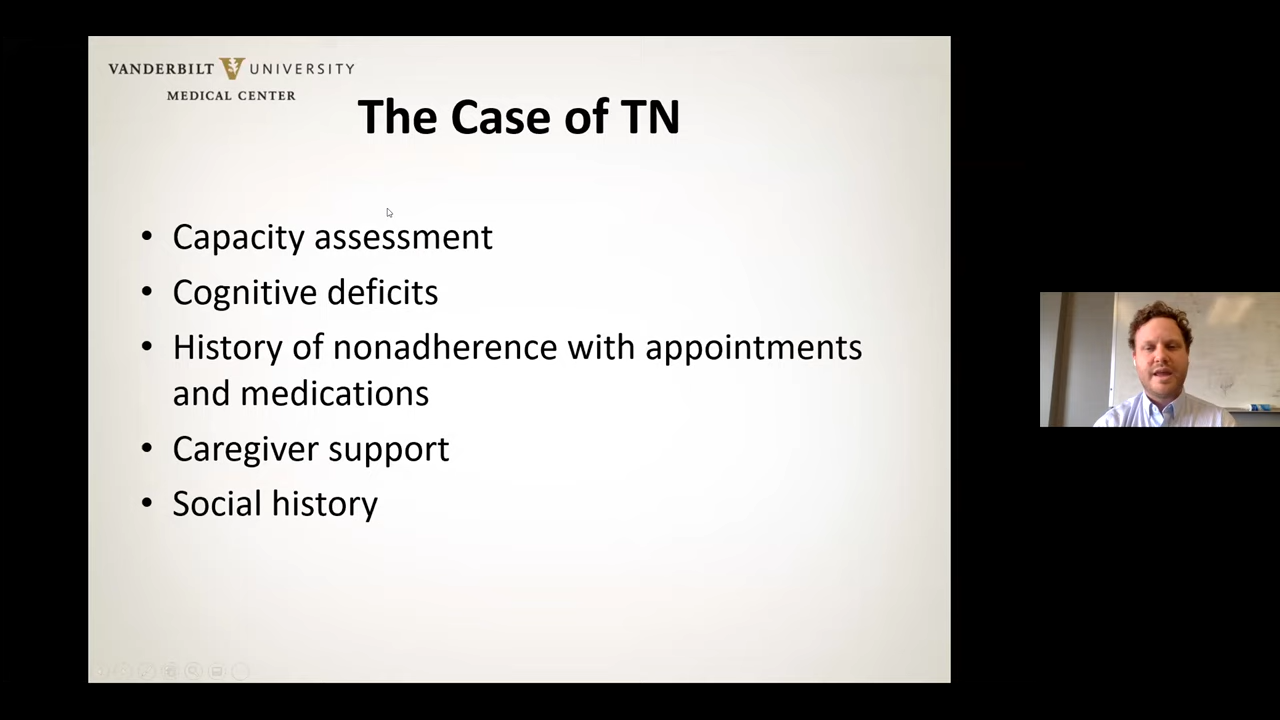 VANDERBILT UNIVERSITY
MEDICAL CENTER
The Case of TN
• Capacity assessment
• Cognitive deficits
• History of nonadherence with appointments
and medications
• Caregiver support
• Social history